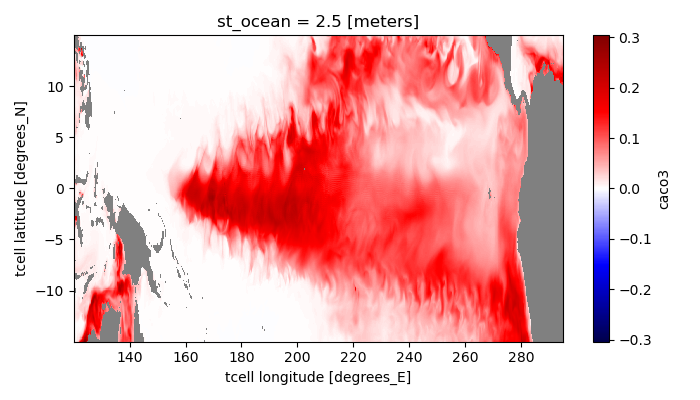 st_ocean = 2.5 [meters]
10
5
0
−5
−10
tcell latitude [degrees_N]
140 160 180 200 220 240 260 280
tcell longitude [degrees_E]
0.3
0.2
0.1
0.0
−0.1
−0.2
−0.3
caco3